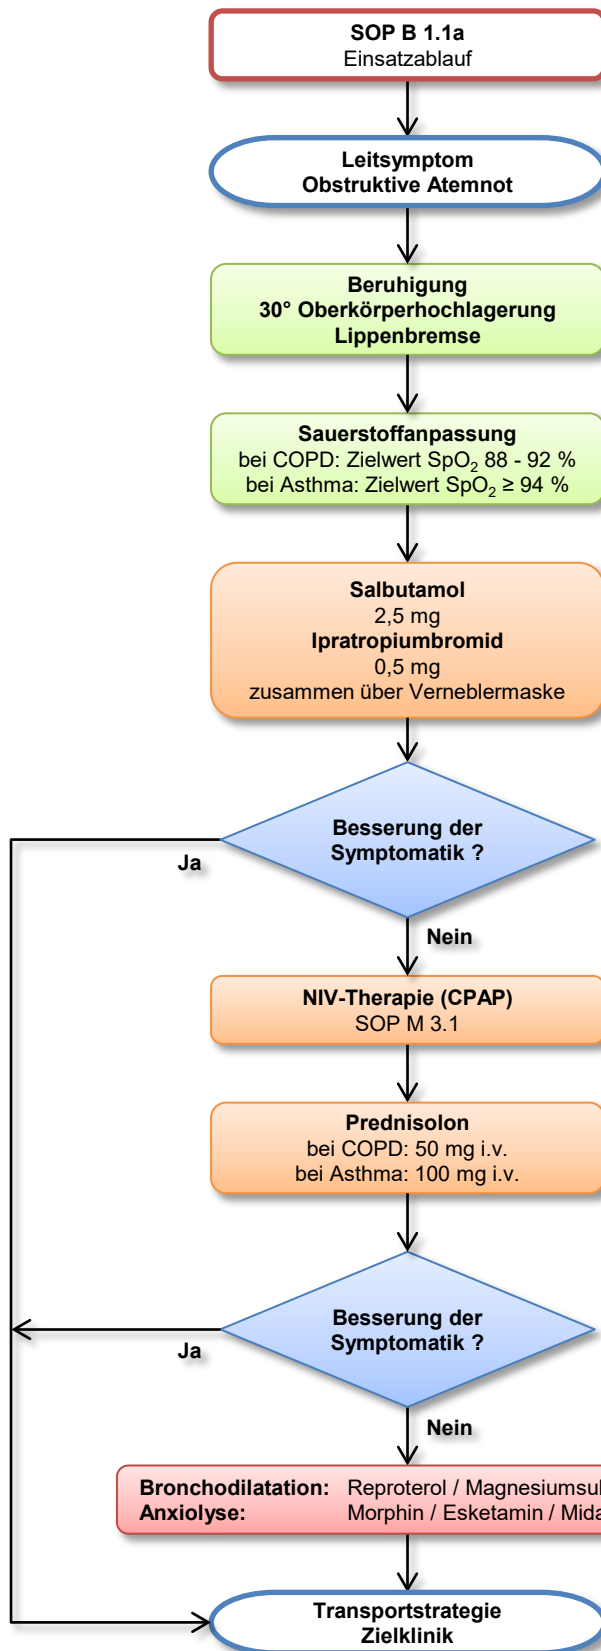 SOP B 1.1a
Einsatzablauf
Leitsymptom
Obstruktive Atemnot
Beruhigung
30° Oberkörperhochlagerung
Lippenbremse
Sauerstoffanpassung
bei COPD: Zielwert SpO₂ 88 - 92 %
bei Asthma: Zielwert SpO₂ ≥ 94 %
Salbutamol
2,5 mg
Ipratropiumbromid
0,5 mg
zusammen über Verneblermaske
Besserung der
Symptomatik ?
Ja
Nein
NIV-Therapie (CPAP)
SOP M 3.1
Prednisolon
bei COPD: 50 mg i.v.
bei Asthma: 100 mg i.v.
Besserung der
Symptomatik ?
Ja
Nein
Bronchodilatation: Reproterol /
Anxiolyse: Morphin / Esketamin /
Transportstrategie
Zielklinik